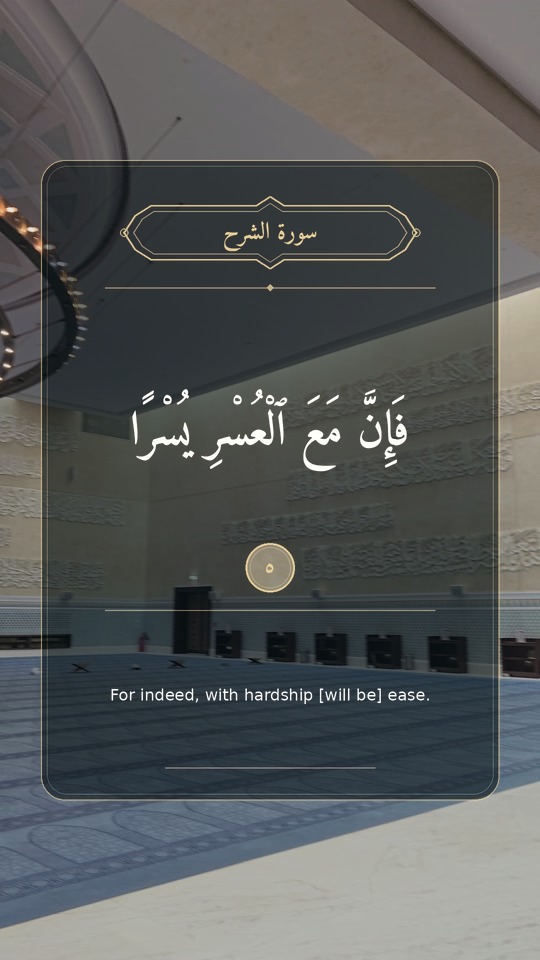 سورة الشرح
فَإِنَّ مَعَ ٱلْعُسْرِ يُسْرًا
٥
For indeed, with hardship [will be] ease.